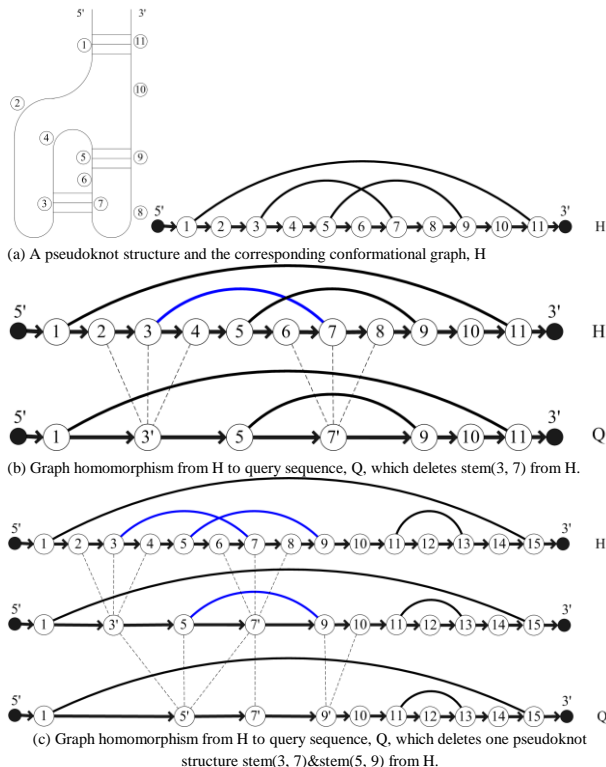 5' 3'
1 11
10
2
4
5 9
6
3 7
8
5' 3'
1 2 3 4 5 6 7 8 9 10 11 H
(a) A pseudoknot structure and the corresponding conformational graph, H
5' 3'
1 2 3 4 5 6 7 8 9 10 11 H
5' 3'
1 3' 5 7' 9 10 11 Q
(b) Graph homomorphism from H to query sequence, Q, which deletes stem(3, 7) from H.
5' 3'
1 2 3 4 5 6 7 8 9 10 11 12 13 14 15 H
5' 3'
1 3' 5 7' 9 10 11 12 13 14 15
5' 3'
1 5' 7' 9' 10 11 12 13 14 15 Q
(c) Graph homomorphism from H to query sequence, Q, which deletes one pseudoknot
structure stem(3, 7)&stem(5, 9) from H.